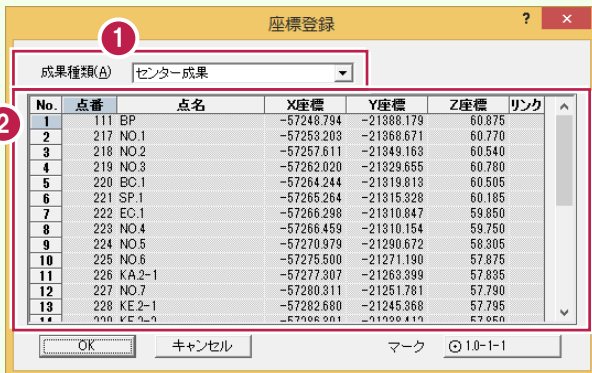 座標登録 ? ×
1
成果種類(A) センター成果
2
No. 点番 点名 X座標 Y座標 Z座標 リンク
1 111 BP -57248.794 -21388.179 60.875
2 217 NO.1 -57253.203 -21368.671 60.770
3 218 NO.2 -57257.611 -21349.163 60.540
4 219 NO.3 -57262.020 -21329.655 60.780
5 220 BC.1 -57264.244 -21319.813 60.505
6 221 SP.1 -57265.264 -21315.328 60.185
7 222 EC.1 -57266.298 -21310.847 59.850
8 223 NO.4 -57266.459 -21310.154 59.750
9 224 NO.5 -57270.979 -21290.672 58.305
10 225 NO.6 -57275.500 -21271.190 57.875
11 226 KA.2-1 -57277.307 -21263.399 57.835
12 227 NO.7 -57280.311 -21251.781 57.790
13 228 KE.2-1 -57282.680 -21245.368 57.795
OK キャンセル マーク 1.0-1-1